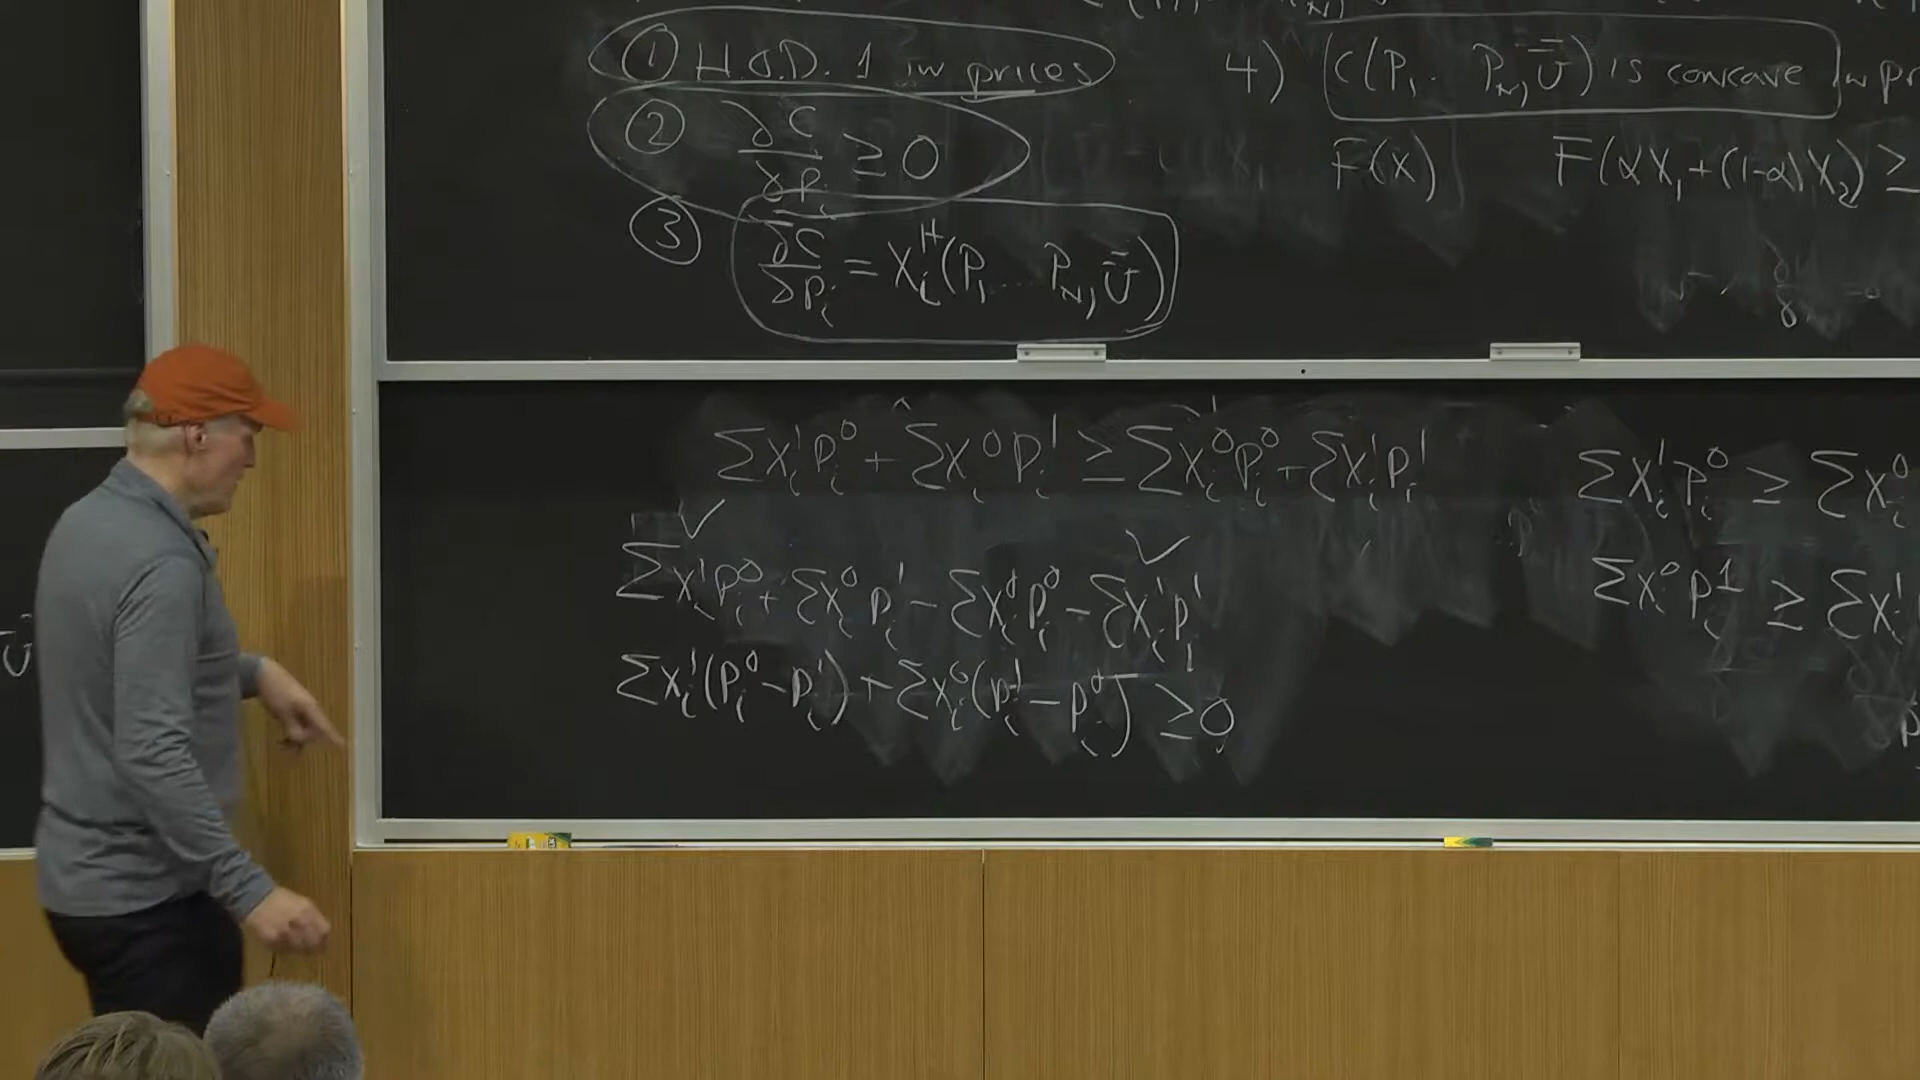 ① H.O.D. 1 in prices
② ∂C/∂Pᵢ ≥ 0
③ ∂C/∂Pᵢ = Xᵢᴴ(P₁ ... P_N, Ū)
4) C(P₁ . P_N, Ū) is concave in pr
F(X) F(αX₁+(1-α)X₂) ≥
ΣXᵢ¹Pᵢ⁰ + ΣXᵢ⁰Pᵢ¹ ≥ ΣXᵢ⁰Pᵢ⁰ + ΣXᵢ¹Pᵢ¹
ΣXᵢ¹Pᵢ⁰ + ΣXᵢ⁰Pᵢ¹ - ΣXᵢ⁰Pᵢ⁰ - ΣXᵢ¹Pᵢ¹
ΣXᵢ¹(Pᵢ⁰-Pᵢ¹) + ΣXᵢ⁰(Pᵢ¹-Pᵢ⁰) ≥ 0
ΣXᵢ¹Pᵢ⁰ ≥ ΣXᵢ⁰
ΣXᵢ⁰Pᵢ¹ ≥ ΣXᵢ¹